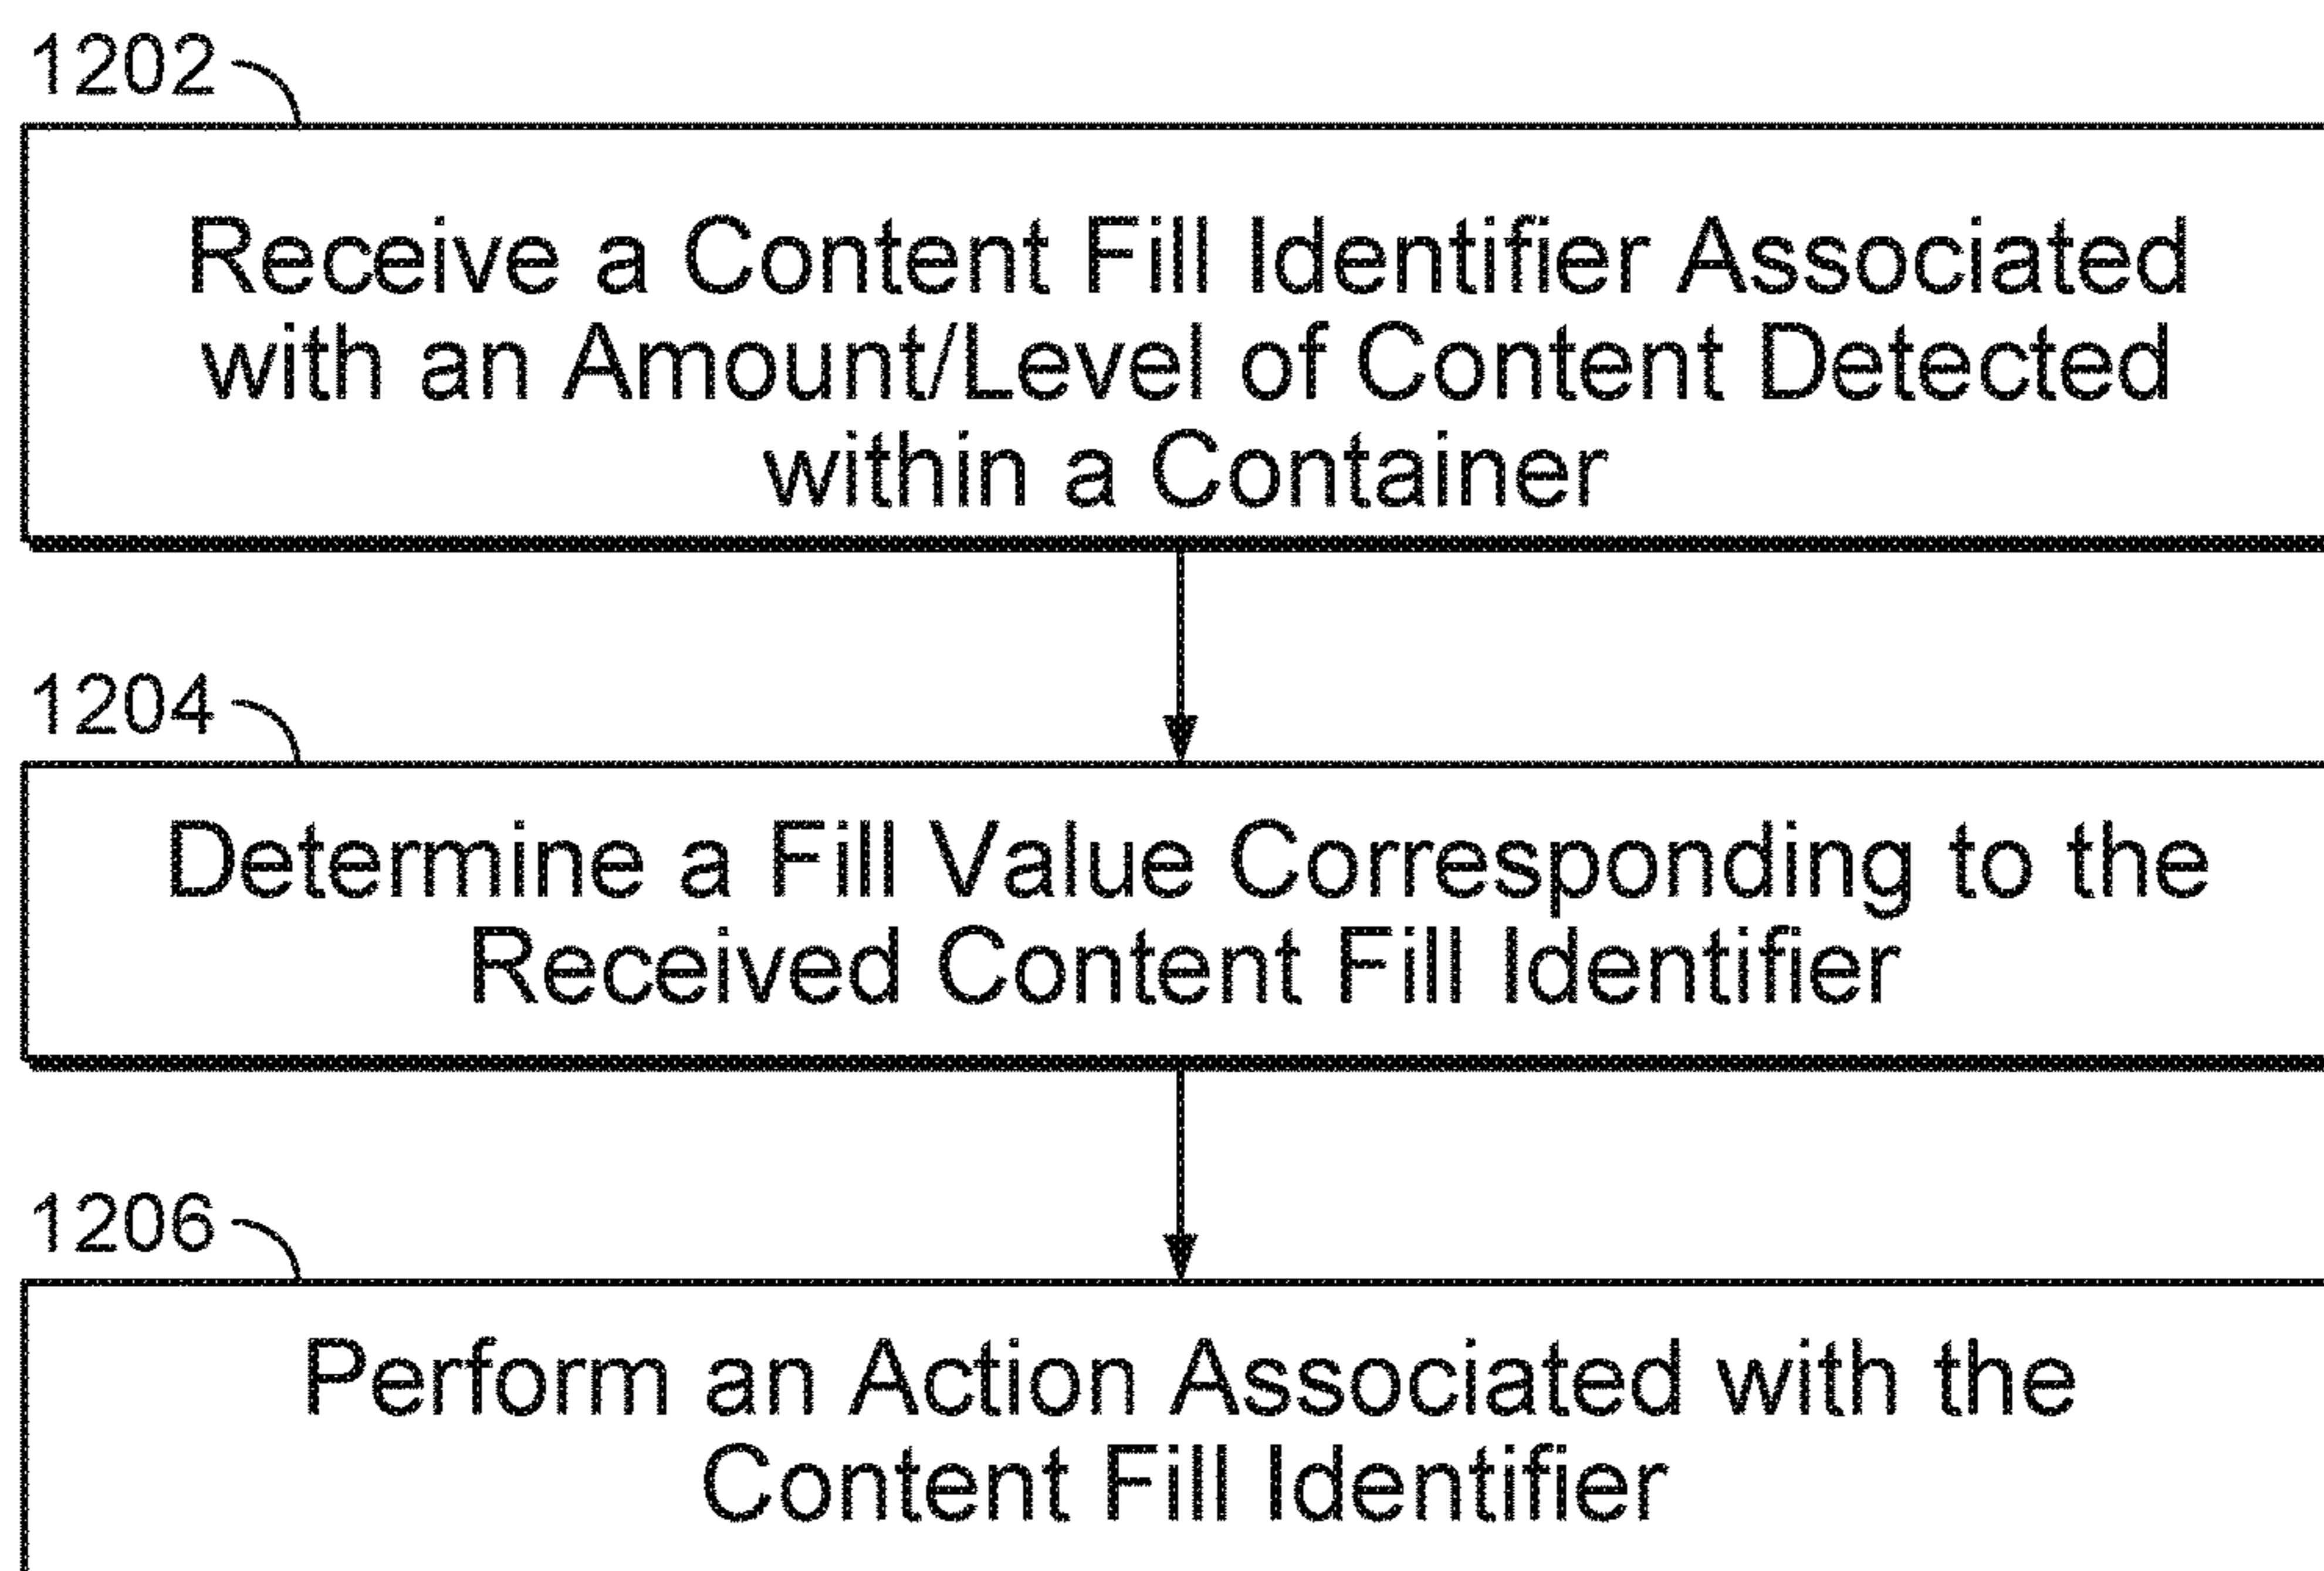 1202
Receive a Content Fill Identifier Associated
with an Amount/Level of Content Detected
within a Container
1204
Determine a Fill Value Corresponding to the
Received Content Fill Identifier
1206
Perform an Action Associated with the
Content Fill Identifier